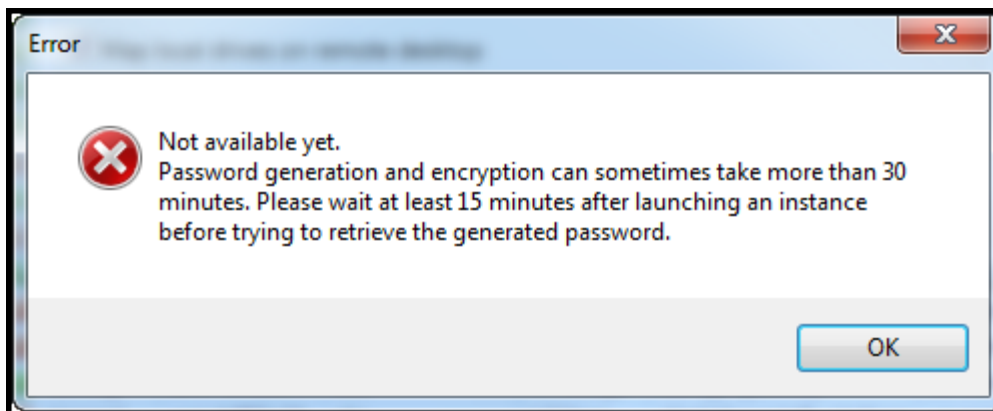 Error
Not available yet.
Password generation and encryption can sometimes take more than 30
minutes. Please wait at least 15 minutes after launching an instance
before trying to retrieve the generated password.
OK